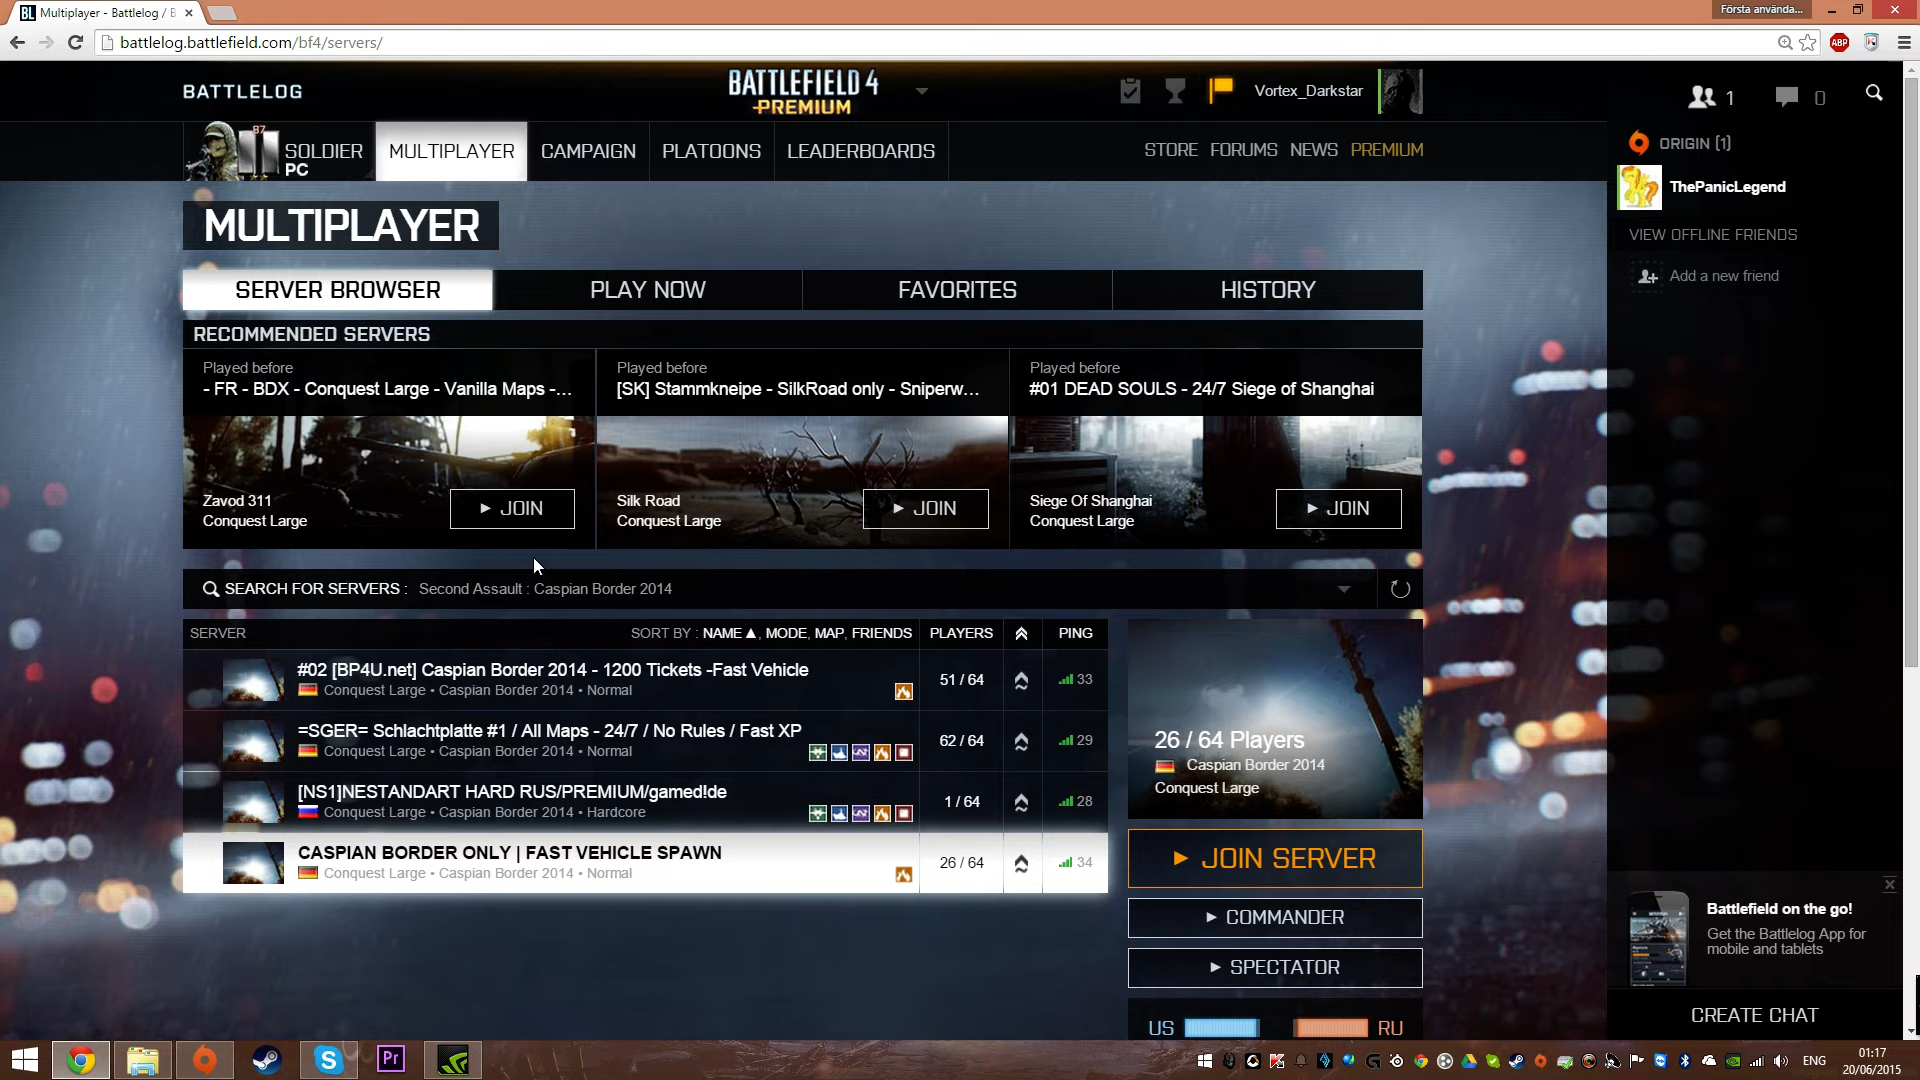 Multiplayer - Battlelog / B
Första använda...
battlelog.battlefield.com/bf4/servers/
ABP
BATTLELOG
BATTLEFIELD 4
PREMIUM
Vortex_Darkstar
1
0
87
SOLDIER
PC
MULTIPLAYER
CAMPAIGN
PLATOONS
LEADERBOARDS
STORE
FORUMS
NEWS
PREMIUM
ORIGIN [1]
ThePanicLegend
VIEW OFFLINE FRIENDS
Add a new friend
MULTIPLAYER
SERVER BROWSER
PLAY NOW
FAVORITES
HISTORY
RECOMMENDED SERVERS
Played before
- FR - BDX - Conquest Large - Vanilla Maps -...
Zavod 311
Conquest Large
JOIN
Played before
[SK] Stammkneipe - SilkRoad only - Sniperw...
Silk Road
Conquest Large
JOIN
Played before
#01 DEAD SOULS - 24/7 Siege of Shanghai
Siege Of Shanghai
Conquest Large
JOIN
SEARCH FOR SERVERS : Second Assault : Caspian Border 2014
SERVER
SORT BY : NAME▲, MODE, MAP, FRIENDS
PLAYERS
PING
#02 [BP4U.net] Caspian Border 2014 - 1200 Tickets -Fast Vehicle
Conquest Large • Caspian Border 2014 • Normal
51 / 64
33
=SGER= Schlachtplatte #1 / All Maps - 24/7 / No Rules / Fast XP
Conquest Large • Caspian Border 2014 • Normal
62 / 64
29
[NS1]NESTANDART HARD RUS/PREMIUM/gamed!de
Conquest Large • Caspian Border 2014 • Hardcore
1 / 64
28
CASPIAN BORDER ONLY | FAST VEHICLE SPAWN
Conquest Large • Caspian Border 2014 • Normal
26 / 64
34
26 / 64 Players
Caspian Border 2014
Conquest Large
JOIN SERVER
COMMANDER
SPECTATOR
US
RU
Battlefield on the go!
Get the Battlelog App for
mobile and tablets
CREATE CHAT
Pr
ENG
01:17
20/06/2015